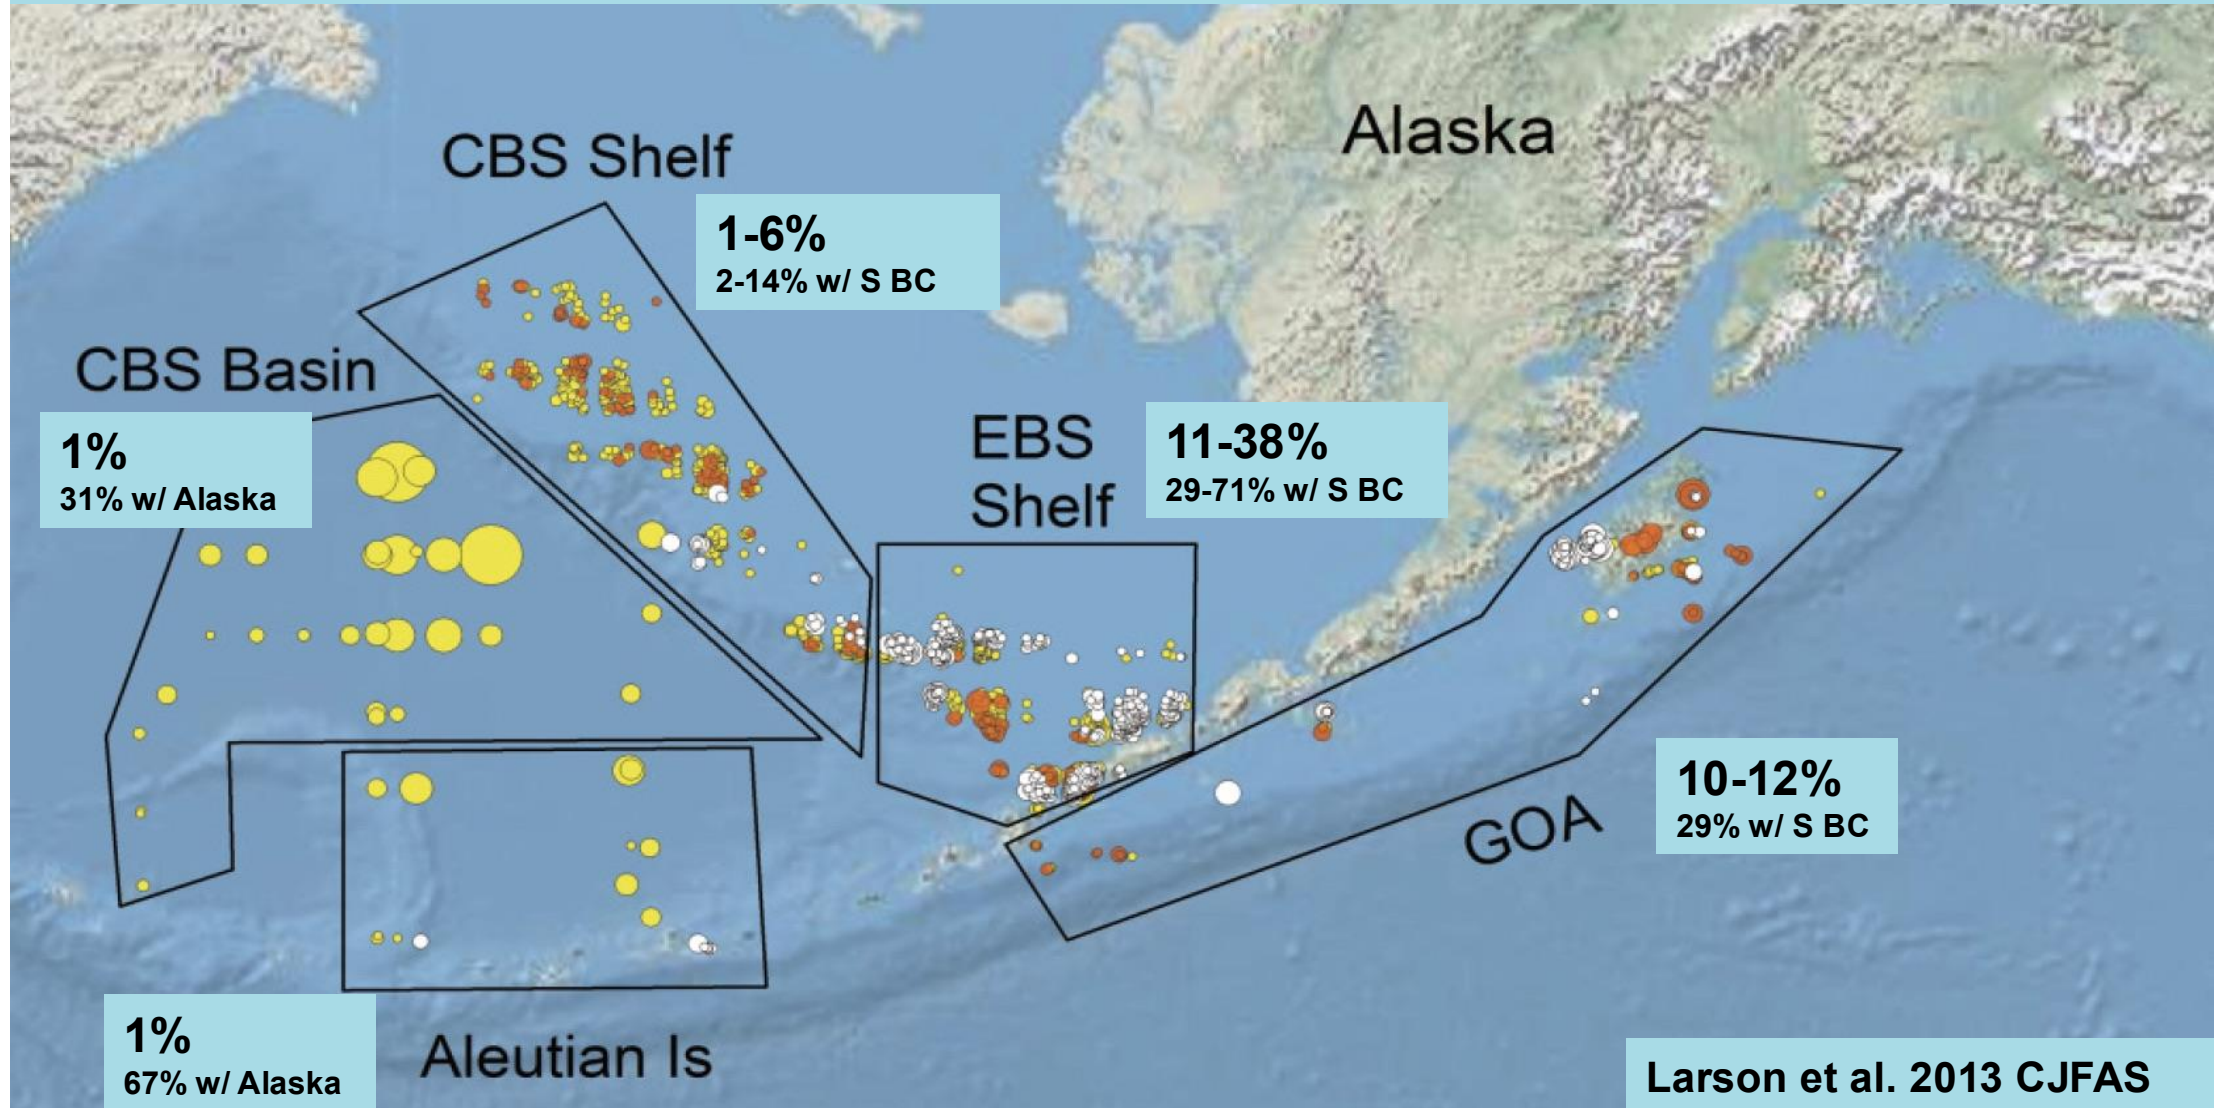 Alaska
CBS Shelf
1-6%
2-14% w/ S BC
CBS Basin
1%
31% w/ Alaska
EBS
Shelf
11-38%
29-71% w/ S BC
10-12%
29% w/ S BC
GOA
1%
67% w/ Alaska
Aleutian Is
Larson et al. 2013 CJFAS